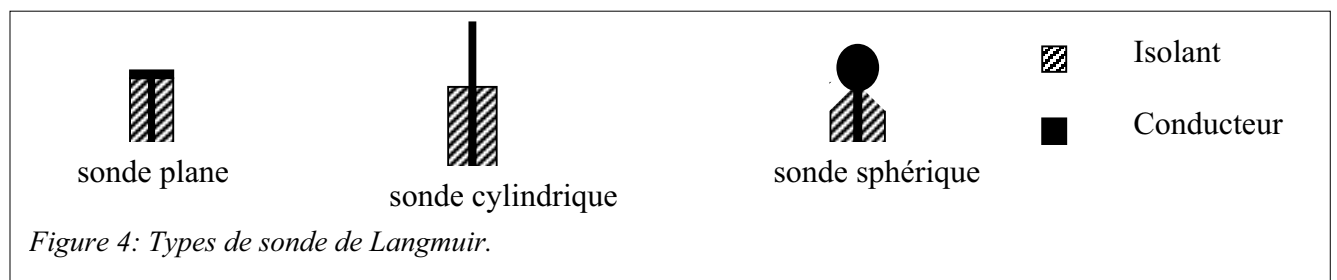 Isolant
Conducteur
sonde plane
sonde cylindrique
sonde sphérique
Figure 4: Types de sonde de Langmuir.